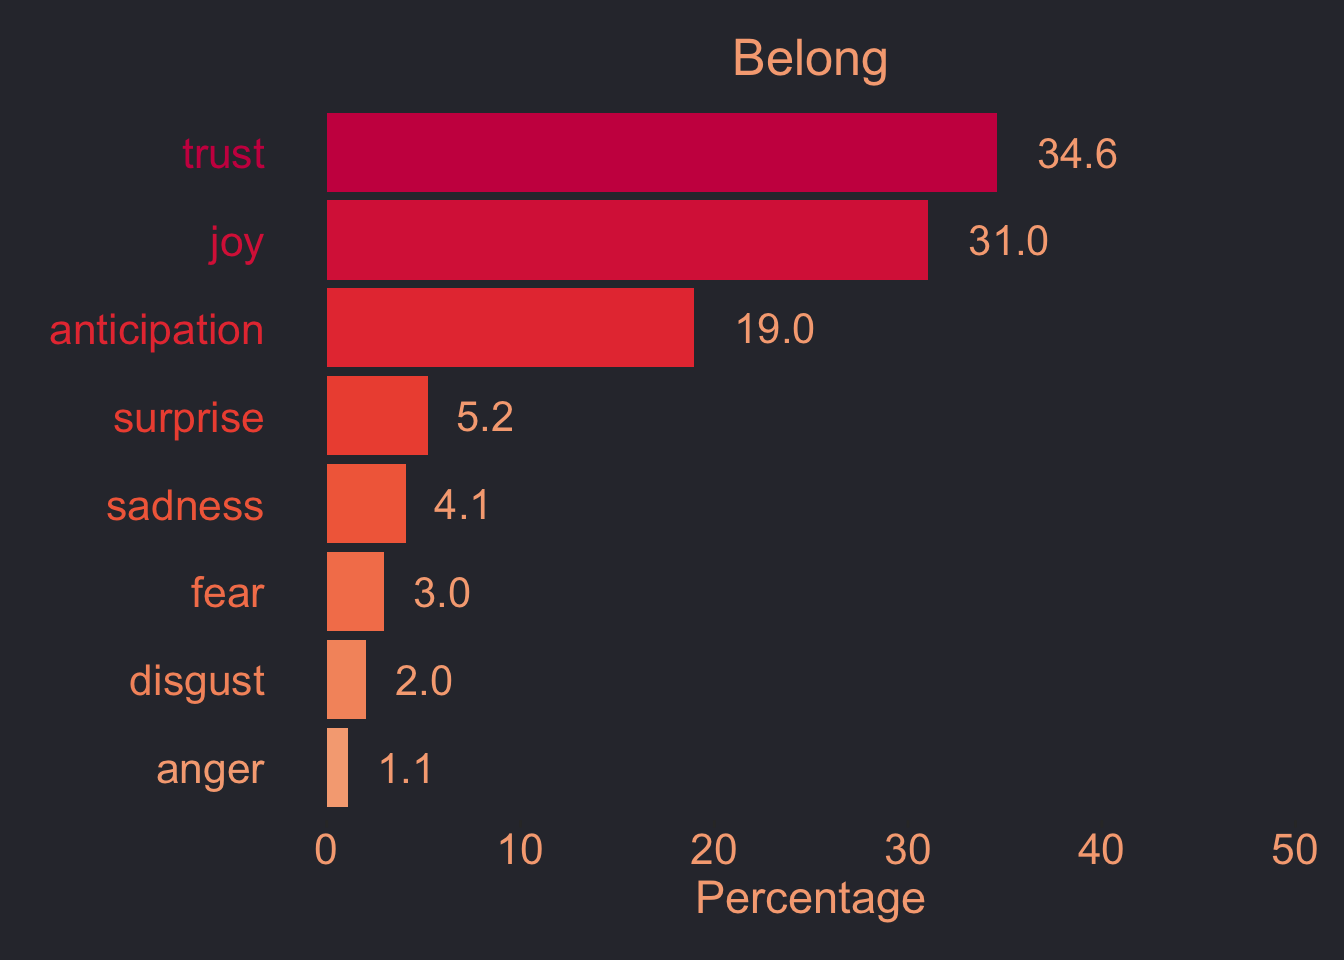 Belong
trust 34.6
joy 31.0
anticipation 19.0
surprise 5.2
sadness 4.1
fear 3.0
disgust 2.0
anger 1.1
0 10 20 30 40 50
Percentage